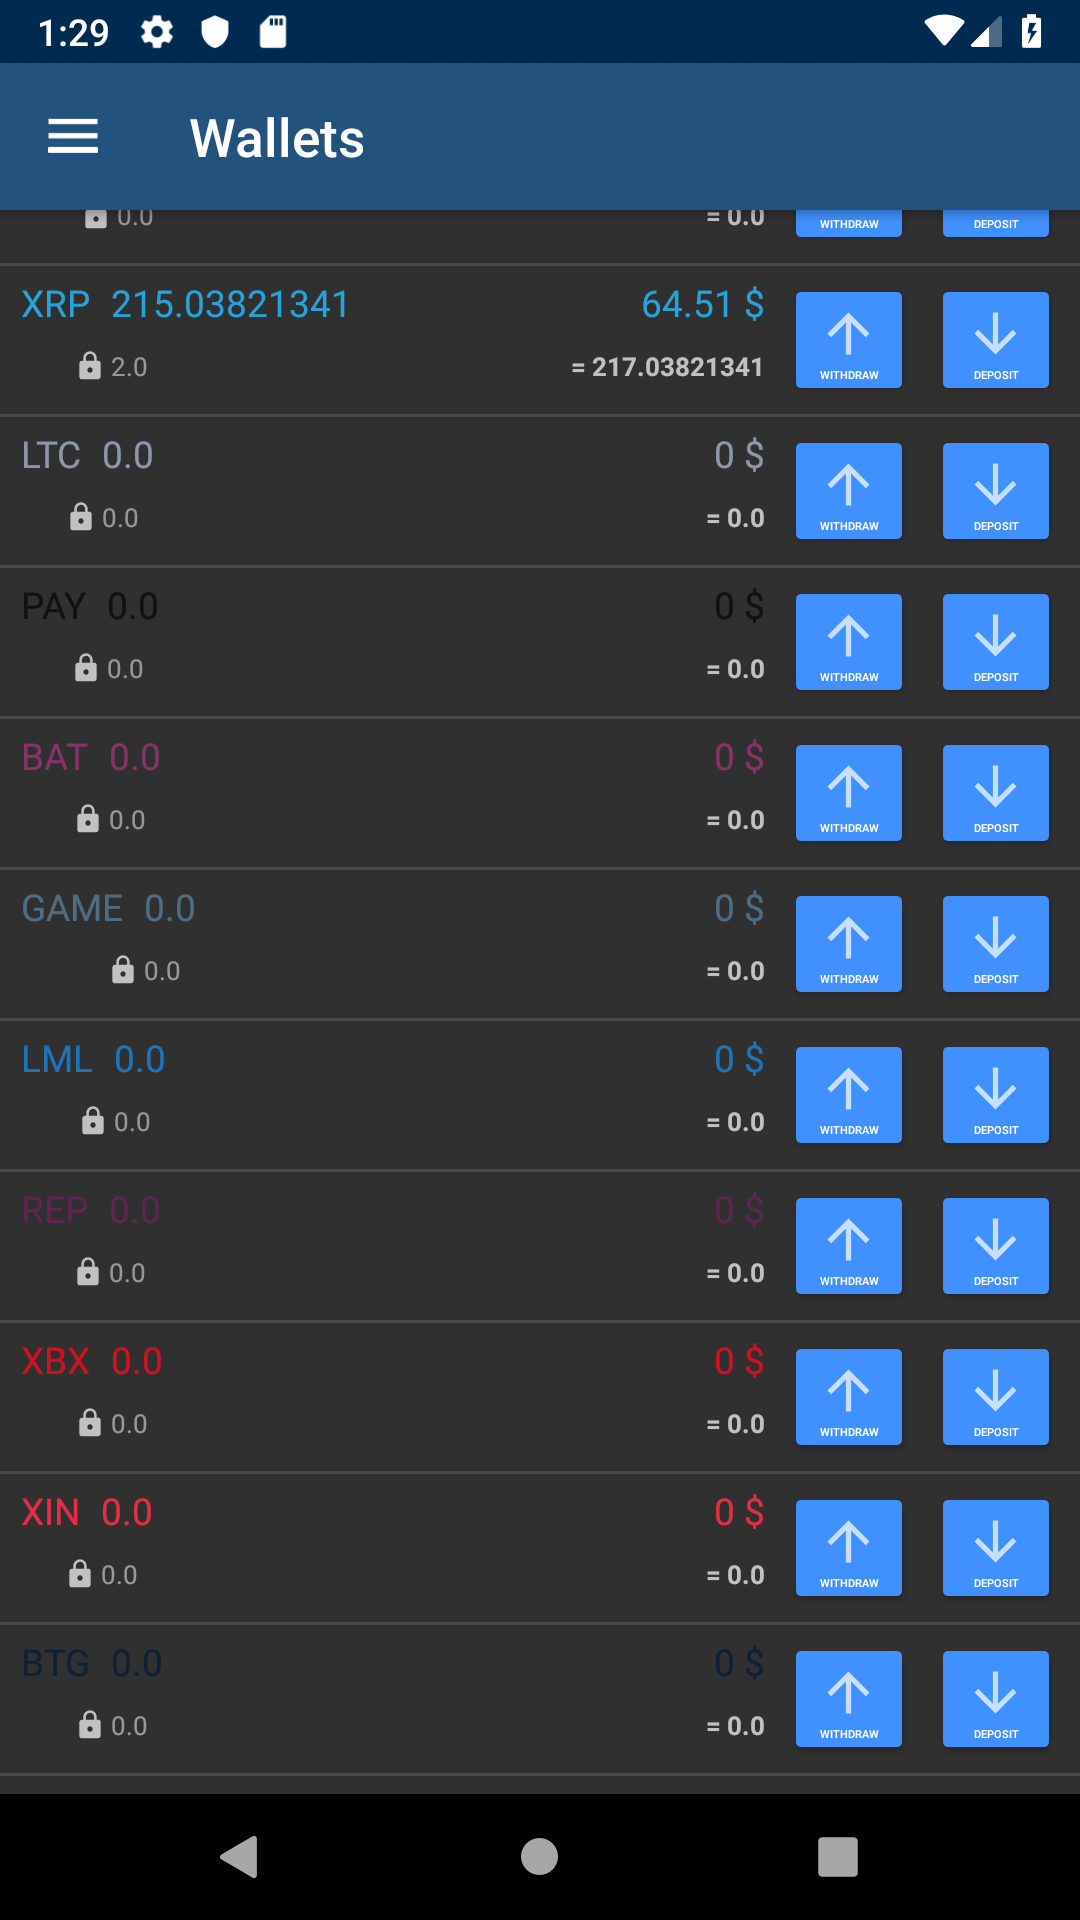 1:29
Wallets
0.0 = 0.0 WITHDRAW DEPOSIT
XRP 215.03821341 64.51 $
2.0 = 217.03821341 WITHDRAW DEPOSIT
LTC 0.0 0 $
0.0 = 0.0 WITHDRAW DEPOSIT
PAY 0.0 0 $
0.0 = 0.0 WITHDRAW DEPOSIT
BAT 0.0 0 $
0.0 = 0.0 WITHDRAW DEPOSIT
GAME 0.0 0 $
0.0 = 0.0 WITHDRAW DEPOSIT
LML 0.0 0 $
0.0 = 0.0 WITHDRAW DEPOSIT
REP 0.0 0 $
0.0 = 0.0 WITHDRAW DEPOSIT
XBX 0.0 0 $
0.0 = 0.0 WITHDRAW DEPOSIT
XIN 0.0 0 $
0.0 = 0.0 WITHDRAW DEPOSIT
BTG 0.0 0 $
0.0 = 0.0 WITHDRAW DEPOSIT